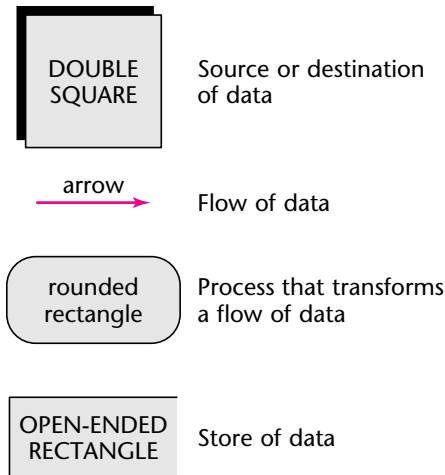 DOUBLE
SQUARE
Source or destination
of data
arrow
Flow of data
rounded
rectangle
Process that transforms
a flow of data
OPEN-ENDED
RECTANGLE
Store of data